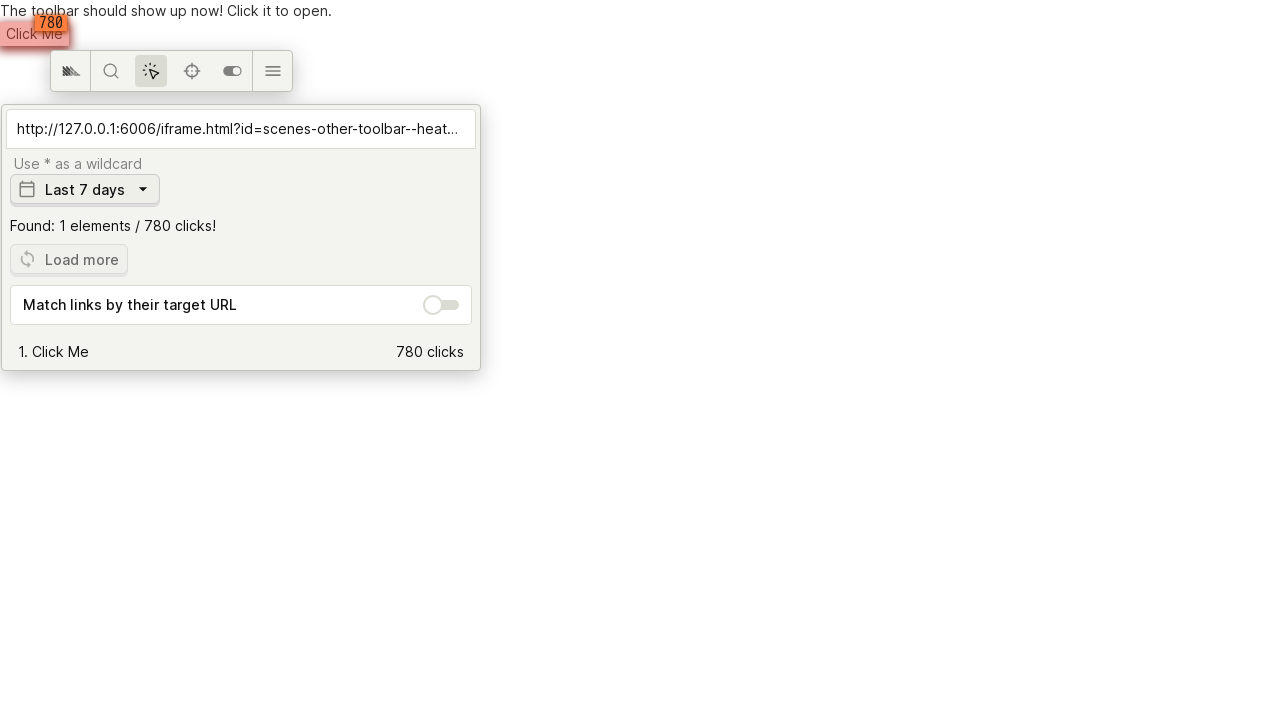 The toolbar should show up now! Click it to open.
780
Click Me
http://127.0.0.1:6006/iframe.html?id=scenes-other-toolbar--heat...
Use * as a wildcard
Last 7 days
Found: 1 elements / 780 clicks!
Load more
Match links by their target URL
1. Click Me 780 clicks